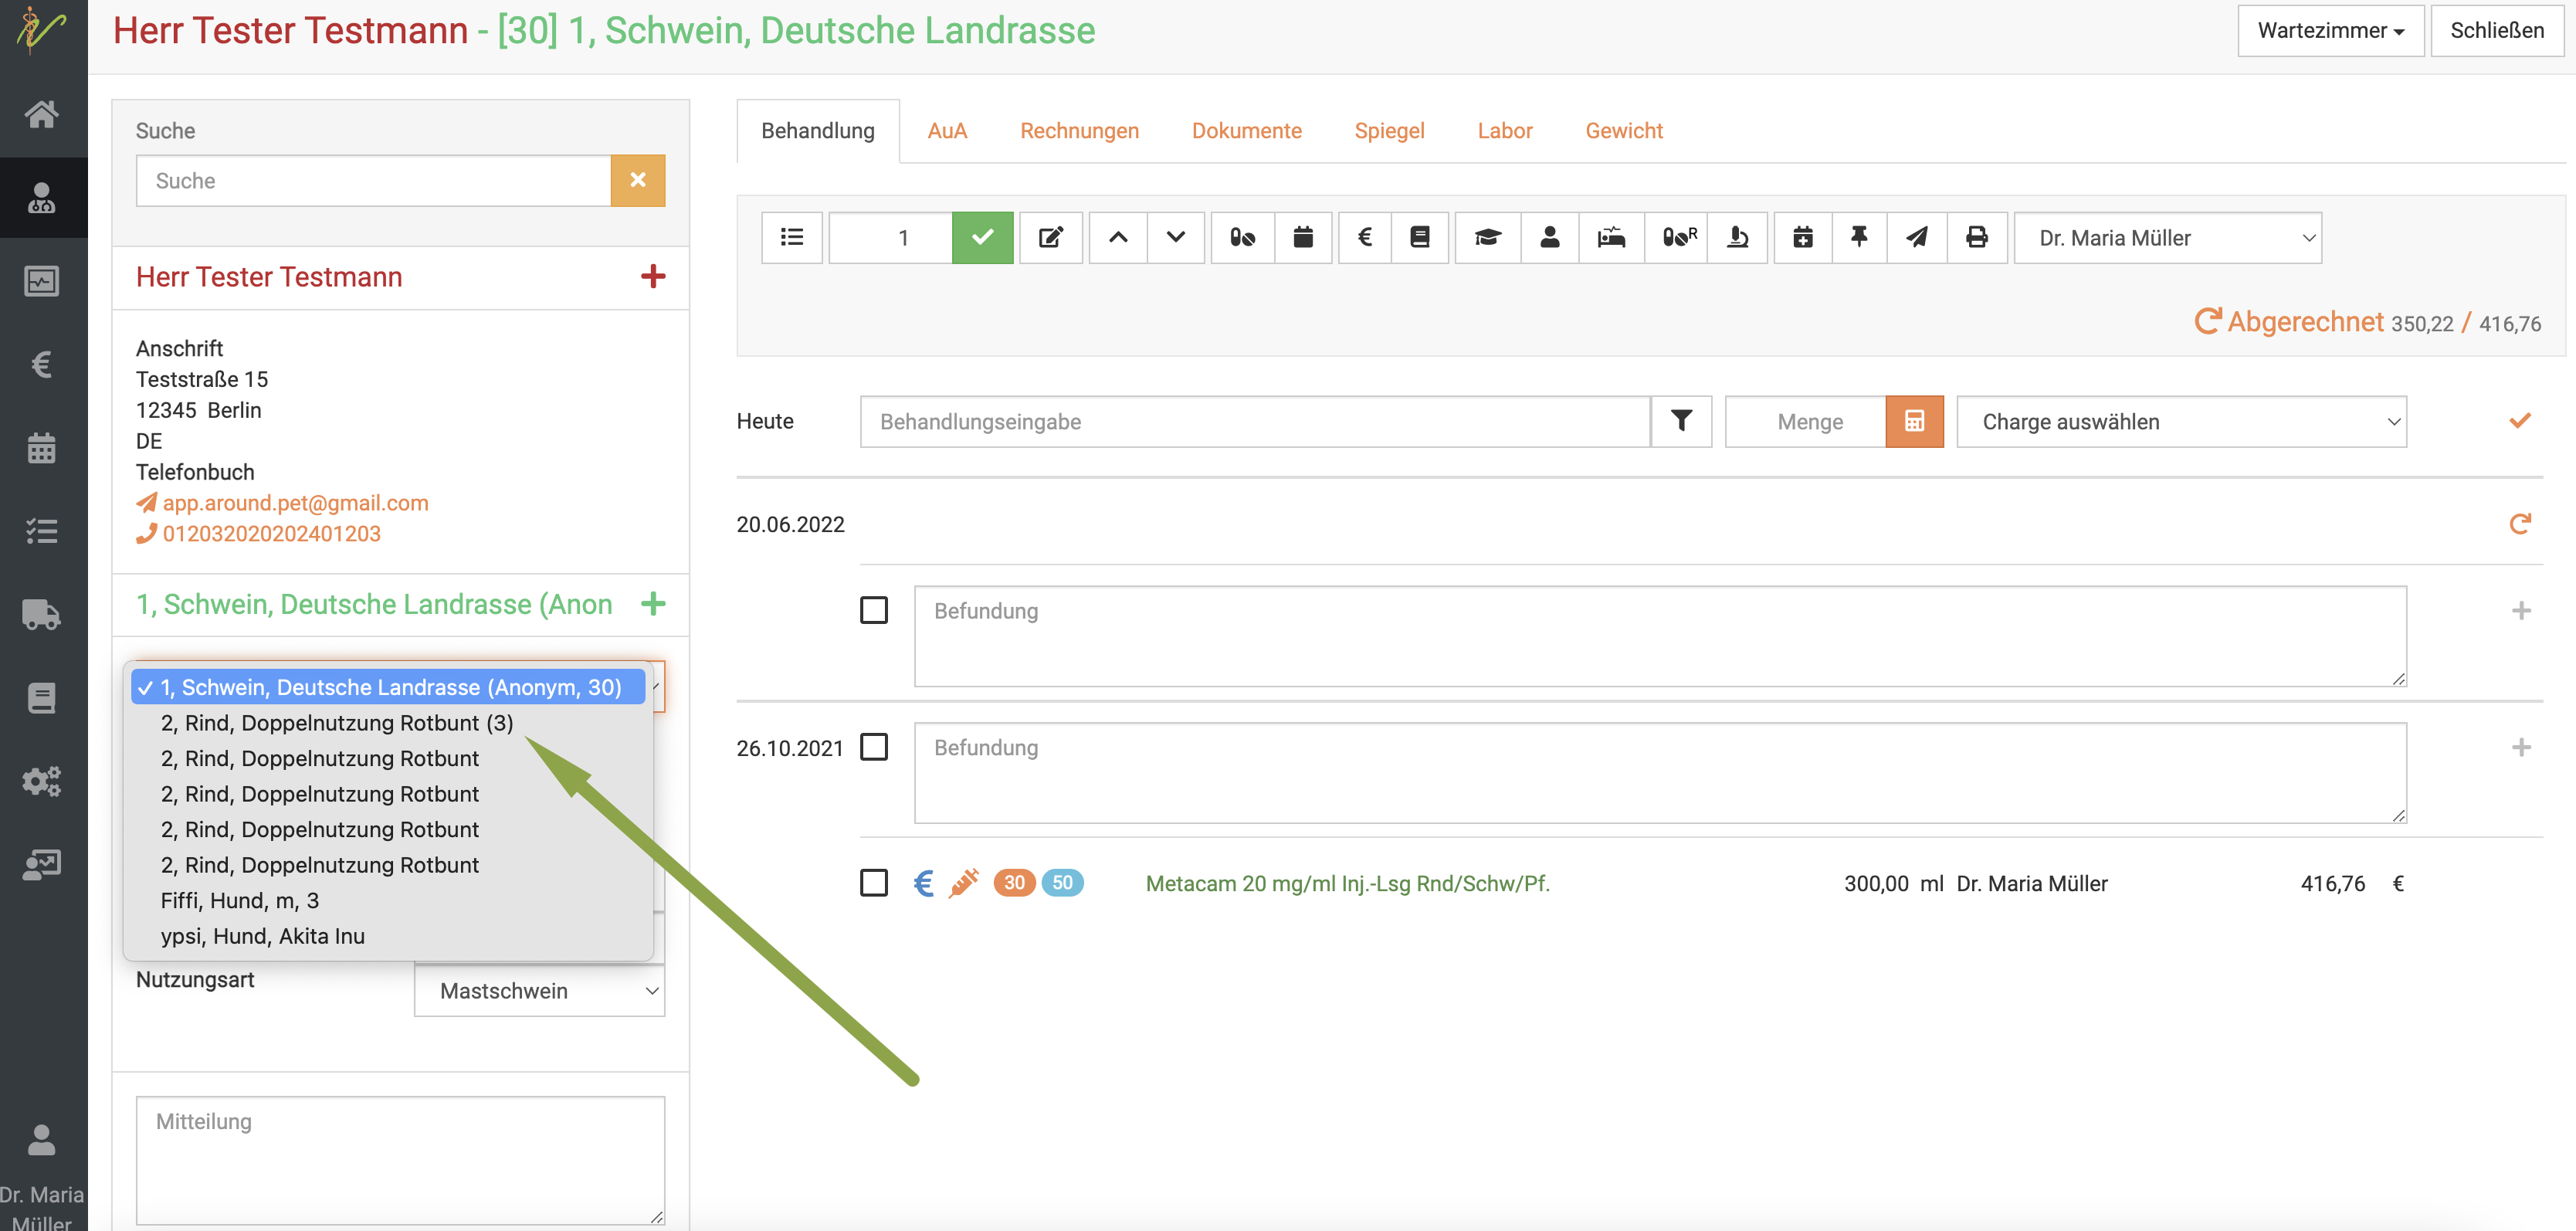 Herr Tester Testmann - [30] 1, Schwein, Deutsche Landrasse
Wartezimmer
Schließen
Suche
Suche
Herr Tester Testmann
Anschrift
Teststraße 15
12345 Berlin
DE
Telefonbuch
app.around.pet@gmail.com
012032020202401203
1, Schwein, Deutsche Landrasse (Anon
1, Schwein, Deutsche Landrasse (Anonym, 30)
2, Rind, Doppelnutzung Rotbunt (3)
2, Rind, Doppelnutzung Rotbunt
2, Rind, Doppelnutzung Rotbunt
2, Rind, Doppelnutzung Rotbunt
2, Rind, Doppelnutzung Rotbunt
Fiffi, Hund, m, 3
ypsi, Hund, Akita Inu
Nutzungsart
Mastschwein
Mitteilung
Dr. Maria
Müller
Behandlung AuA Rechnungen Dokumente Spiegel Labor Gewicht
1 € R Dr. Maria Müller
Abgerechnet 350,22 / 416,76
Heute Behandlungseingabe Menge Charge auswählen
20.06.2022
Befundung
26.10.2021 Befundung
€ 30 50 Metacam 20 mg/ml Inj.-Lsg Rnd/Schw/Pf. 300,00 ml Dr. Maria Müller 416,76 €